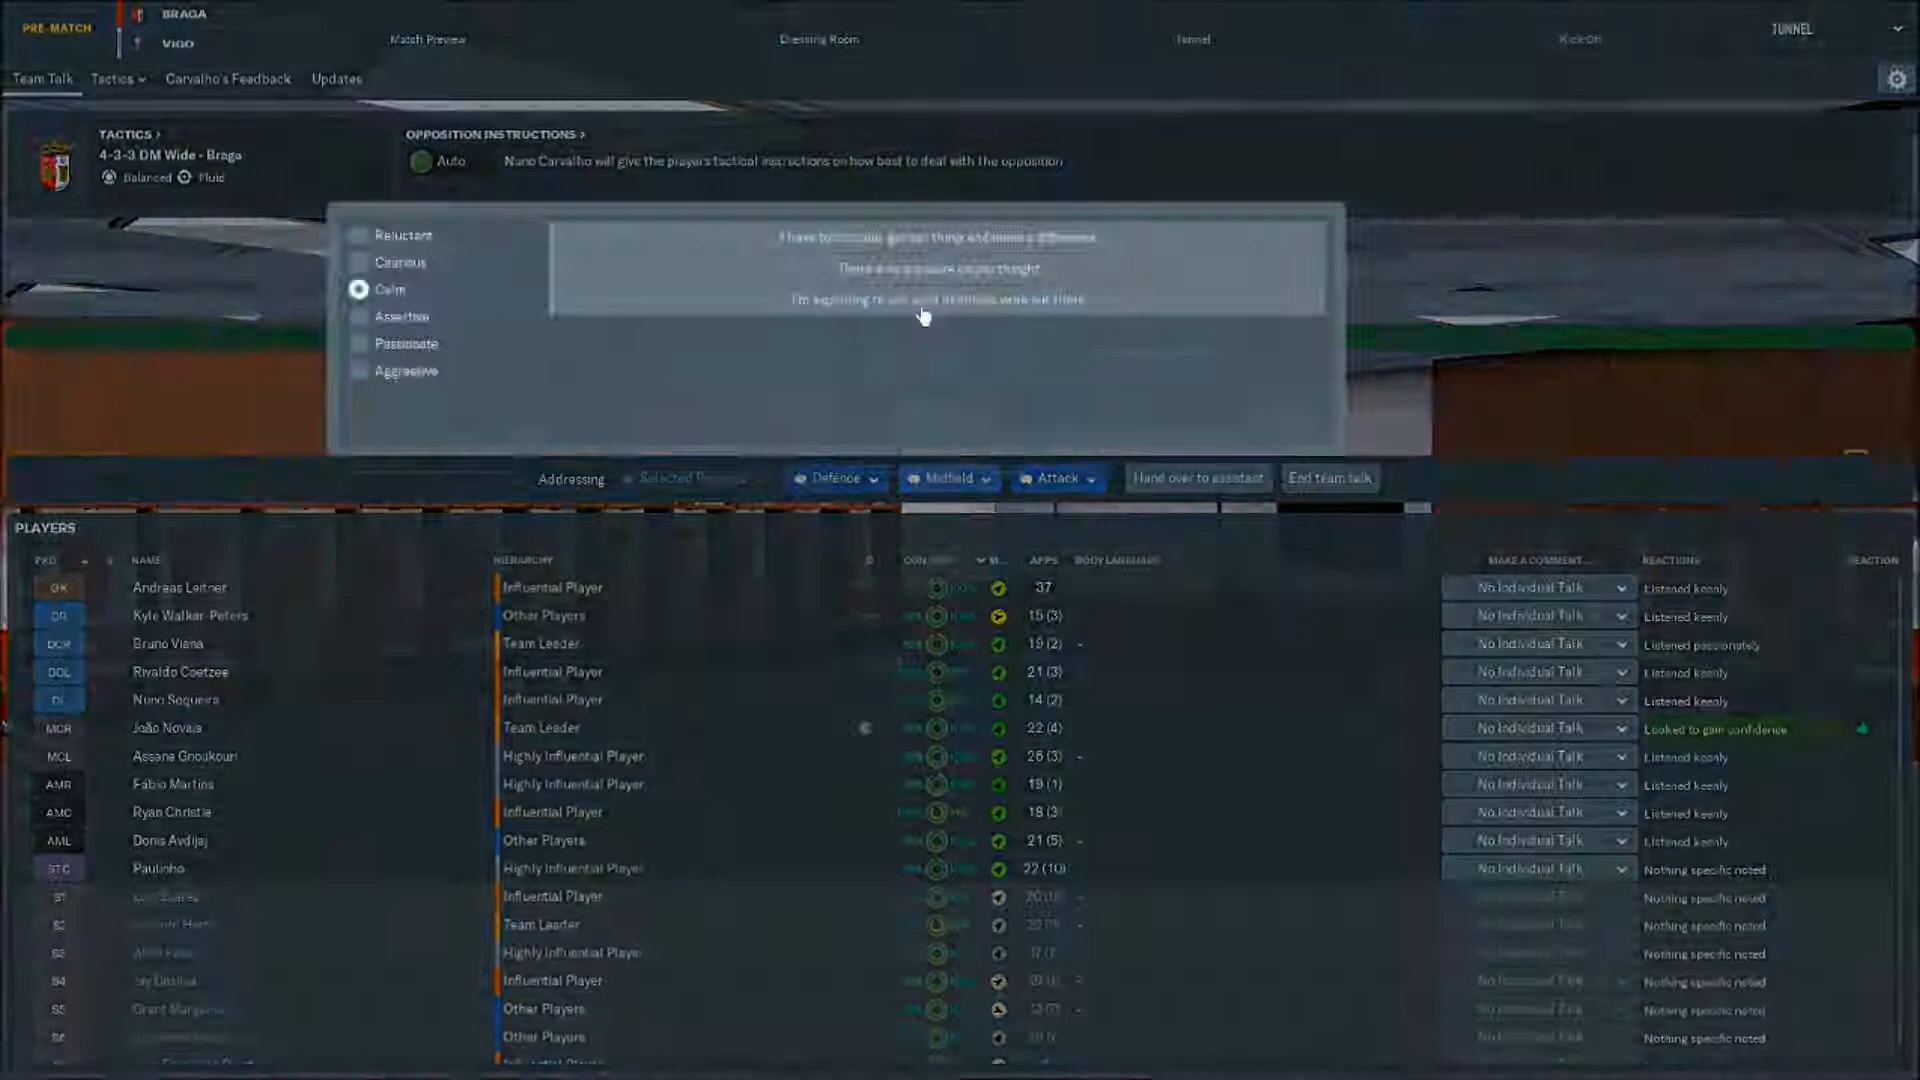 PRE-MATCH
BRAGA
VIGO
Match Preview
Dressing Room
Tunnel
Kick-Off
TUNNEL
Team Talk
Tactics
Carvalho's Feedback
Updates
TACTICS >
4-3-3 DM Wide - Braga
Balanced Fluid
OPPOSITION INSTRUCTIONS >
Auto Nuno Carvalho will give the players tactical instructions on how best to deal with the opposition
Reluctant
Cautious
Calm
Assertive
Passionate
Aggressive
Addressing Selected Defence Midfield Attack Hand over to assistant End team talk
PLAYERS
NAME HIERARCHY CON M... APPS BODY LANGUAGE MAKE A COMMENT... REACTIONS REACTION
GK Andreas Leitner Influential Player 37 No Individual Talk Listened keenly
DR Kyle Walker-Peters Other Players 15 (3) No Individual Talk Listened keenly
DCR Bruno Viana Team Leader 19 (2) - No Individual Talk Listened passionately
DCL Rivaldo Coetzee Influential Player 21 (3) No Individual Talk Listened keenly
DL Nuno Sequeira Influential Player 14 (2) No Individual Talk Listened keenly
MCR João Novais Team Leader 22 (4) No Individual Talk Looked to gain confidence
MCL Assane Gnoukouri Highly Influential Player 26 (3) - No Individual Talk Listened keenly
AMR Fábio Martins Highly Influential Player 19 (1) No Individual Talk Listened keenly
AMC Ryan Christie Influential Player 18 (3) No Individual Talk Listened keenly
AML Donis Avdijaj Other Players 21 (5) - No Individual Talk Listened keenly
STC Paulinho Highly Influential Player 22 (10) No Individual Talk Nothing specific noted
S1 Influential Player - Nothing specific noted
S2 Team Leader - Nothing specific noted
S3 Highly Influential Player Nothing specific noted
S4 Influential Player - Nothing specific noted
S5 Other Players - Nothing specific noted
S6 Other Players Nothing specific noted